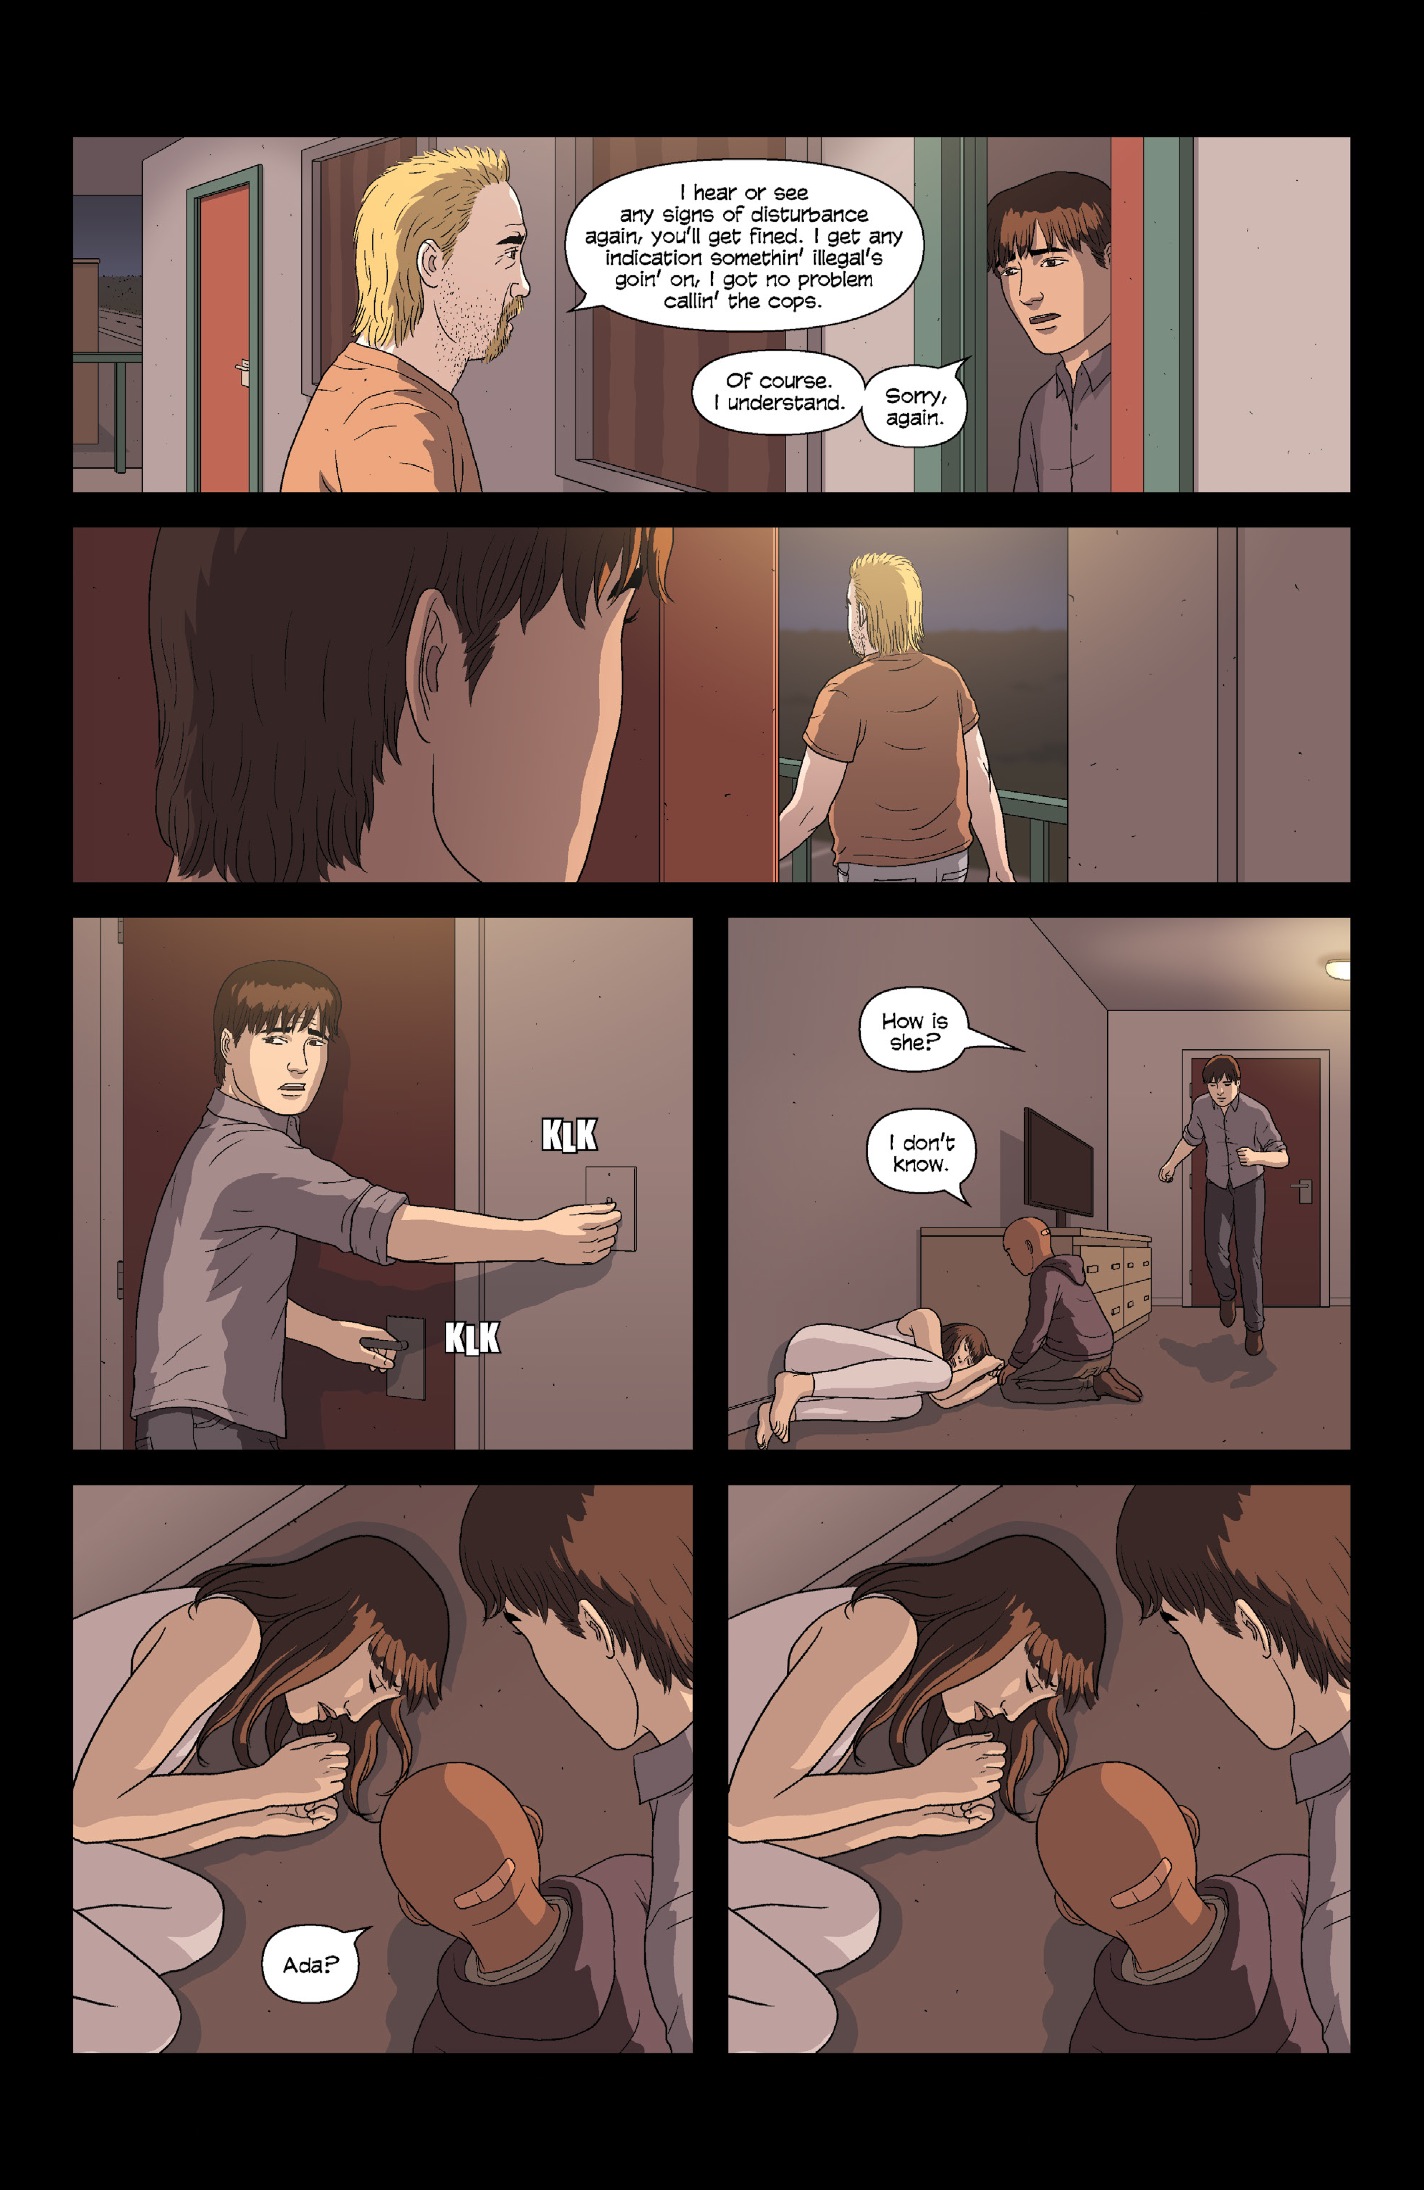 I hear or see
any signs of disturbance
again, you'll get fined. I get any
indication somethin' illegal's
goin' on, I got no problem
callin' the cops.
Of course.
I understand.
Sorry,
again.
KLK
KLK
How is
she?
I don't
know.
Ada?